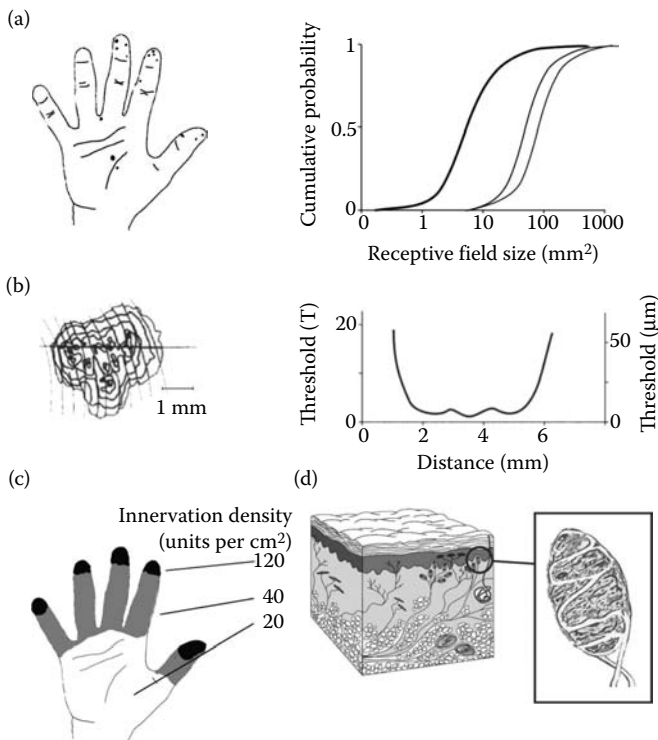 (a)
Cumulative probability
1
0.5
0
1
10
100
1000
Receptive field size (mm²)
(b)
1 mm
Threshold (T)
20
0
0
2
4
6
Distance (mm)
50
0
Threshold (μm)
(c)
Innervation density
(units per cm²)
120
40
20
(d)